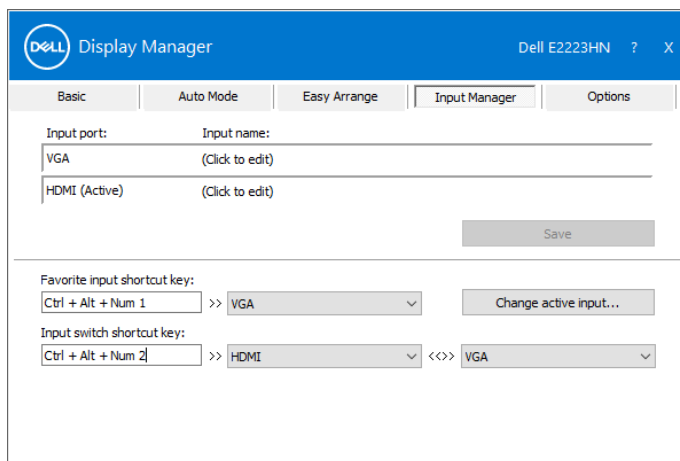 DELL Display Manager Dell E2223HN ? X
Basic Auto Mode Easy Arrange Input Manager Options
Input port: Input name:
VGA (Click to edit)
HDMI (Active) (Click to edit)
Save
Favorite input shortcut key:
Ctrl + Alt + Num 1 >> VGA Change active input...
Input switch shortcut key:
Ctrl + Alt + Num 2 >> HDMI <<>> VGA